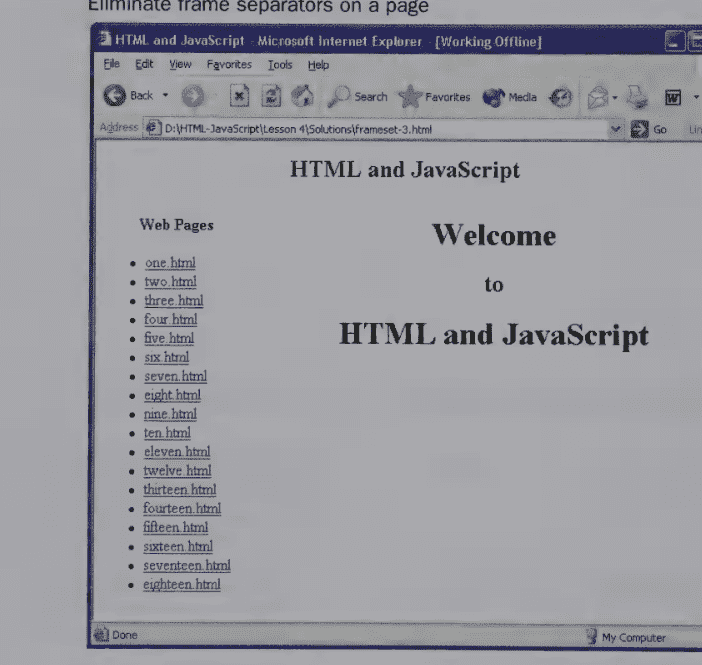 Eliminate frame separators on a page
HTML and JavaScript - Microsoft Internet Explorer - [Working Offline]
File Edit View Favorites Tools Help
Back Search Favorites Media
Address D:\HTML-JavaScript\Lesson 4\Solutions\frameset-3.html Go Lin
HTML and JavaScript
Web Pages
Welcome
to
HTML and JavaScript
one.html
two.html
three.html
four.html
five.html
six.html
seven.html
eight.html
nine.html
ten.html
eleven.html
twelve.html
thirteen.html
fourteen.html
fifteen.html
sixteen.html
seventeen.html
eighteen.html
Done My Computer